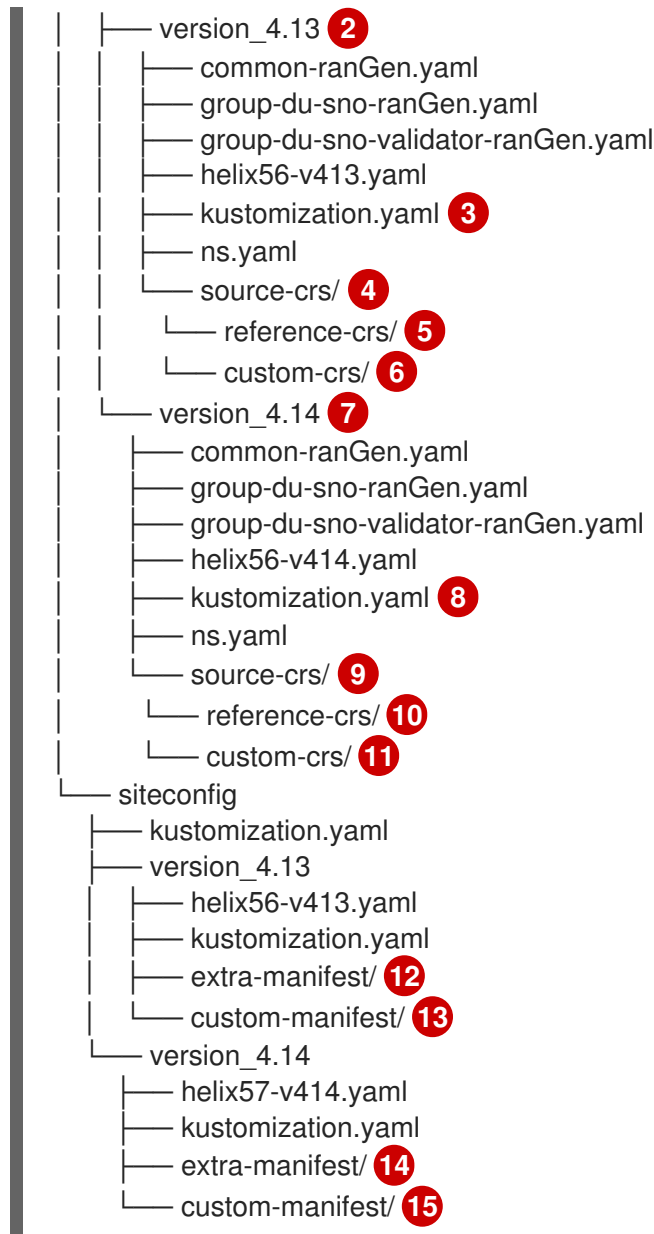 │   ├── version_4.13 2
│   │   ├── common-ranGen.yaml
│   │   ├── group-du-sno-ranGen.yaml
│   │   ├── group-du-sno-validator-ranGen.yaml
│   │   ├── helix56-v413.yaml
│   │   ├── kustomization.yaml 3
│   │   ├── ns.yaml
│   │   └── source-crs/ 4
│   │      └── reference-crs/ 5
│   │      └── custom-crs/ 6
│   └── version_4.14 7
│       ├── common-ranGen.yaml
│       ├── group-du-sno-ranGen.yaml
│       ├── group-du-sno-validator-ranGen.yaml
│       ├── helix56-v414.yaml
│       ├── kustomization.yaml 8
│       ├── ns.yaml
│       └── source-crs/ 9
│         └── reference-crs/ 10
│         └── custom-crs/ 11
└── siteconfig
    ├── kustomization.yaml
    ├── version_4.13
    │   ├── helix56-v413.yaml
    │   ├── kustomization.yaml
    │   ├── extra-manifest/ 12
    │   └── custom-manifest/ 13
    └── version_4.14
        ├── helix57-v414.yaml
        ├── kustomization.yaml
        ├── extra-manifest/ 14
        └── custom-manifest/ 15